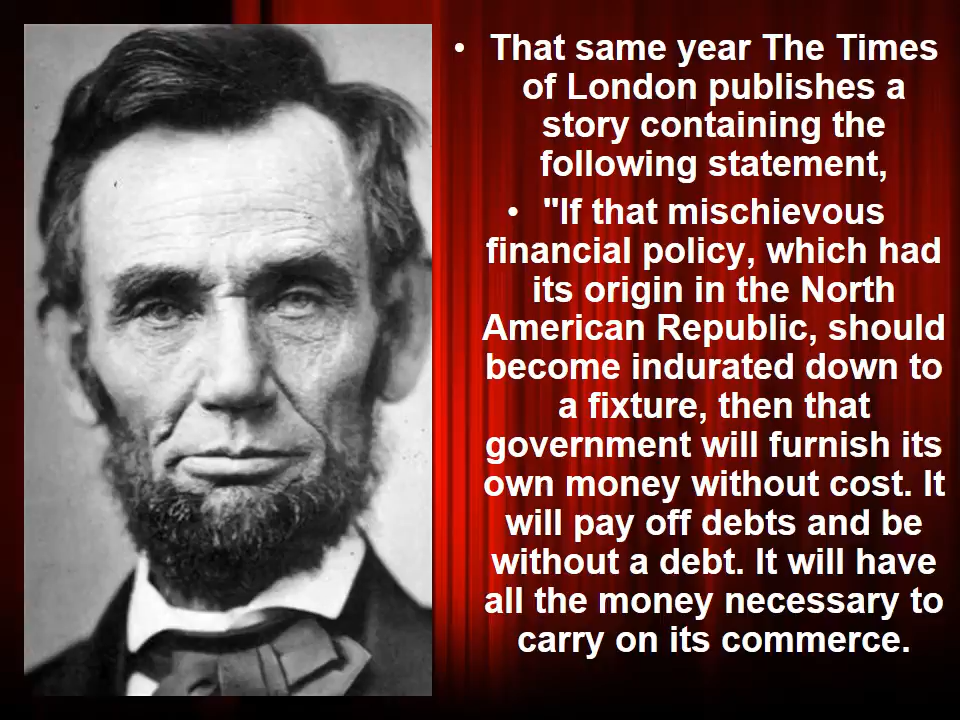 • That same year The Times
of London publishes a
story containing the
following statement,
• "If that mischievous
financial policy, which had
its origin in the North
American Republic, should
become indurated down to
a fixture, then that
government will furnish its
own money without cost. It
will pay off debts and be
without a debt. It will have
all the money necessary to
carry on its commerce.